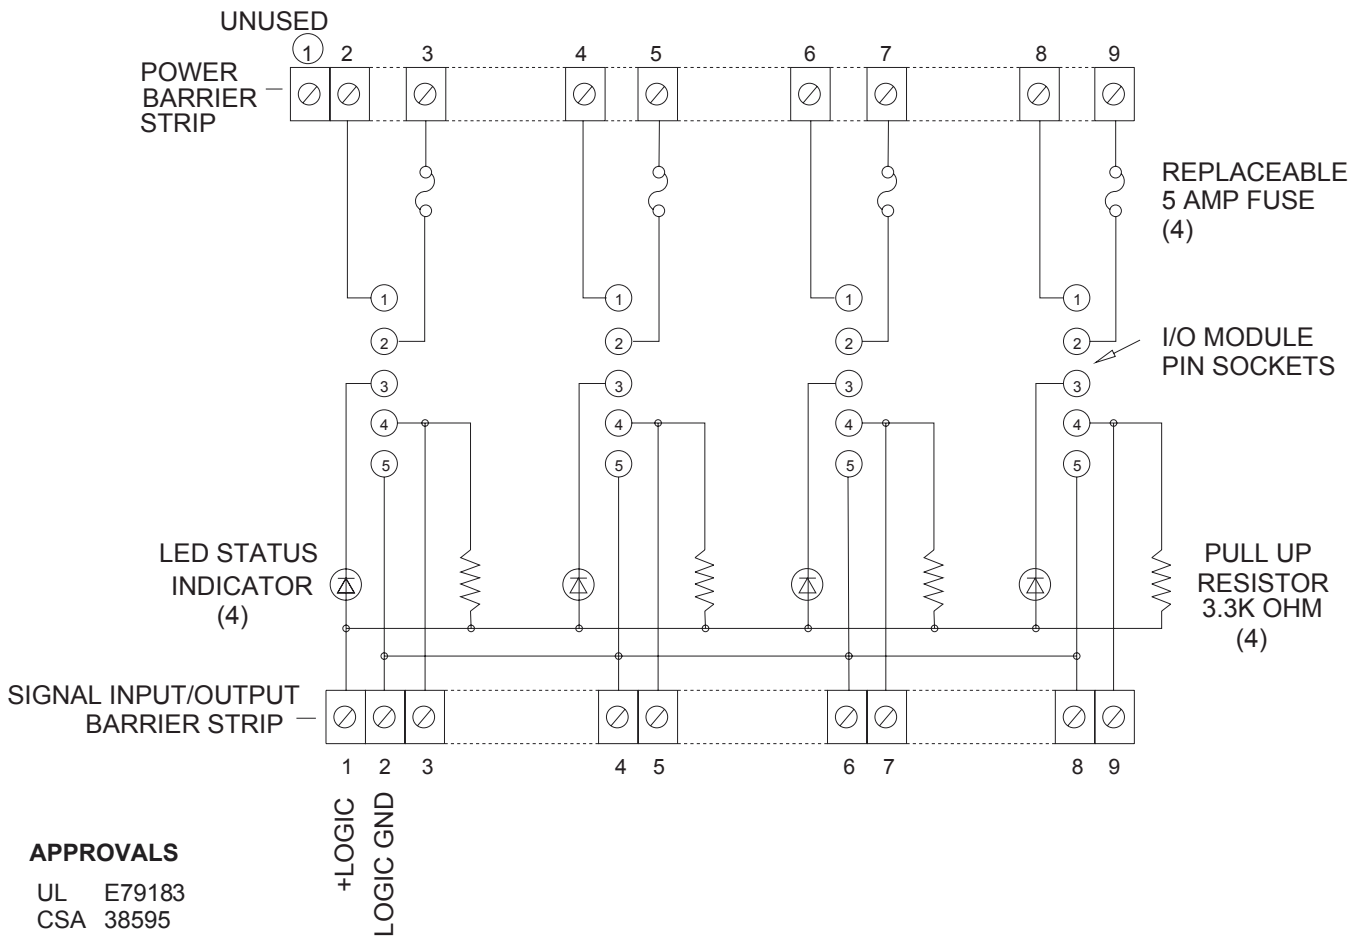 UNUSED
1 2 3 4 5 6 7 8 9
POWER
BARRIER
STRIP
REPLACEABLE
5 AMP FUSE
(4)
1 1 1 1
2 2 2 2
I/O MODULE
PIN SOCKETS
3 3 3 3
4 4 4 4
5 5 5 5
LED STATUS
INDICATOR
(4)
PULL UP
RESISTOR
3.3K OHM
(4)
SIGNAL INPUT/OUTPUT
BARRIER STRIP
1 2 3 4 5 6 7 8 9
+LOGIC
LOGIC GND
APPROVALS
UL E79183
CSA 38595